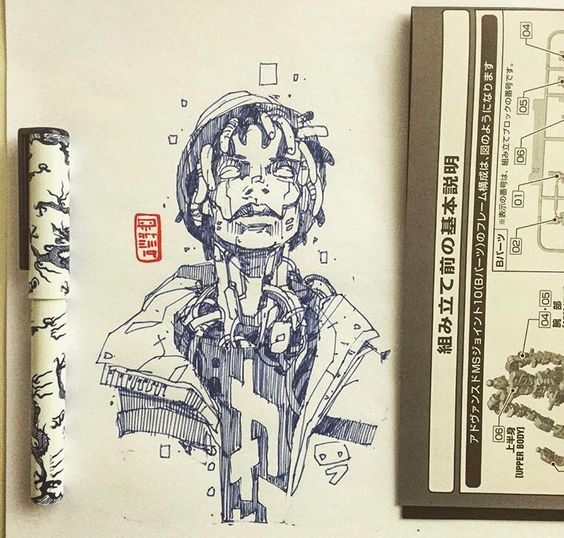 組み立て前の基本説明
アドヴァンスドMSジョイント10(Bパーツ)のフレーム構成は、図のようになります
Bパーツ
※表示の番号は、組み立てブロックの番号です。
04
05
06
01
02
04・05
腕 部
06
上半身
[UPPER BODY]